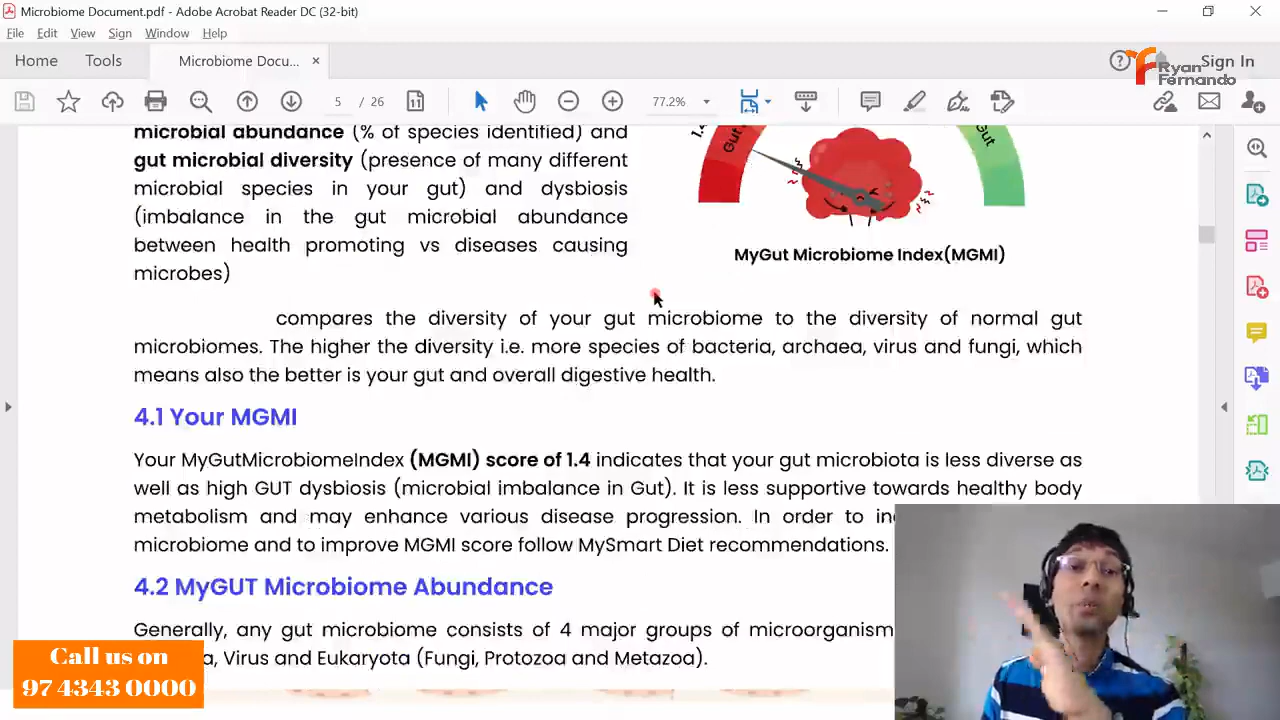 Microbiome Document.pdf - Adobe Acrobat Reader DC (32-bit)
File Edit View Sign Window Help
Home Tools Microbiome Docu... × Sign In
Ryan
Fernando
5 / 26 77.2%
microbial abundance (% of species identified) and
gut microbial diversity (presence of many different
microbial species in your gut) and dysbiosis
(imbalance in the gut microbial abundance
between health promoting vs diseases causing
microbes)
1.4
Gut
Gut
MyGut Microbiome Index(MGMI)
compares the diversity of your gut microbiome to the diversity of normal gut
microbiomes. The higher the diversity i.e. more species of bacteria, archaea, virus and fungi, which
means also the better is your gut and overall digestive health.
4.1 Your MGMI
Your MyGutMicrobiomeIndex (MGMI) score of 1.4 indicates that your gut microbiota is less diverse as
well as high GUT dysbiosis (microbial imbalance in Gut). It is less supportive towards healthy body
metabolism and may enhance various disease progression. In order to
microbiome and to improve MGMI score follow MySmart Diet recommendations.
4.2 MyGUT Microbiome Abundance
Generally, any gut microbiome consists of 4 major groups of microorganism
Virus and Eukaryota (Fungi, Protozoa and Metazoa).
Call us on
97 4343 0000